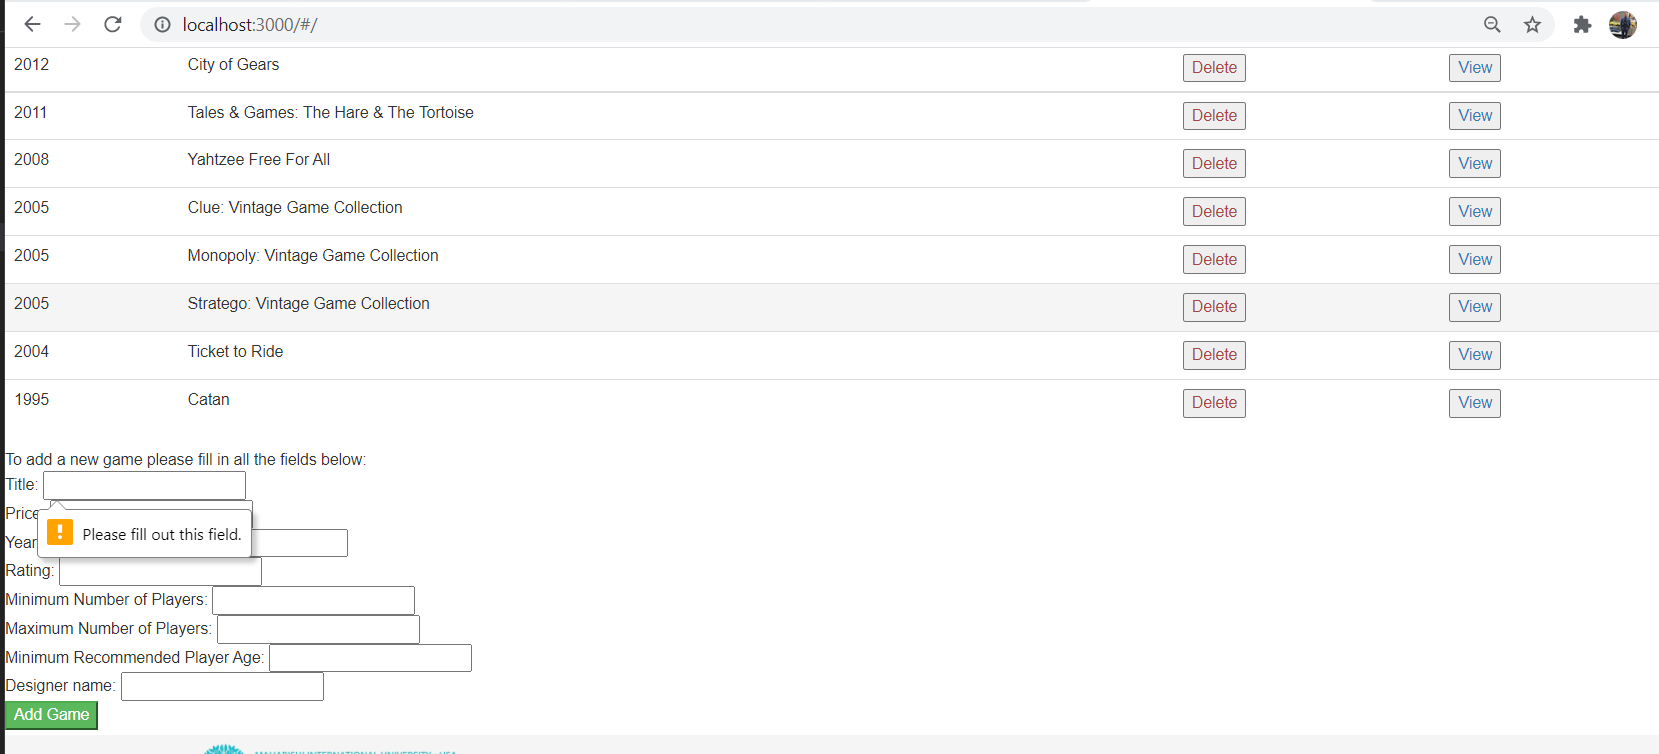 localhost:3000/#/
2012 City of Gears Delete View
2011 Tales & Games: The Hare & The Tortoise Delete View
2008 Yahtzee Free For All Delete View
2005 Clue: Vintage Game Collection Delete View
2005 Monopoly: Vintage Game Collection Delete View
2005 Stratego: Vintage Game Collection Delete View
2004 Ticket to Ride Delete View
1995 Catan Delete View
To add a new game please fill in all the fields below:
Title:
Price
Please fill out this field.
Year
Rating:
Minimum Number of Players:
Maximum Number of Players:
Minimum Recommended Player Age:
Designer name:
Add Game
MAHARISHI INTERNATIONAL UNIVERSITY - USA